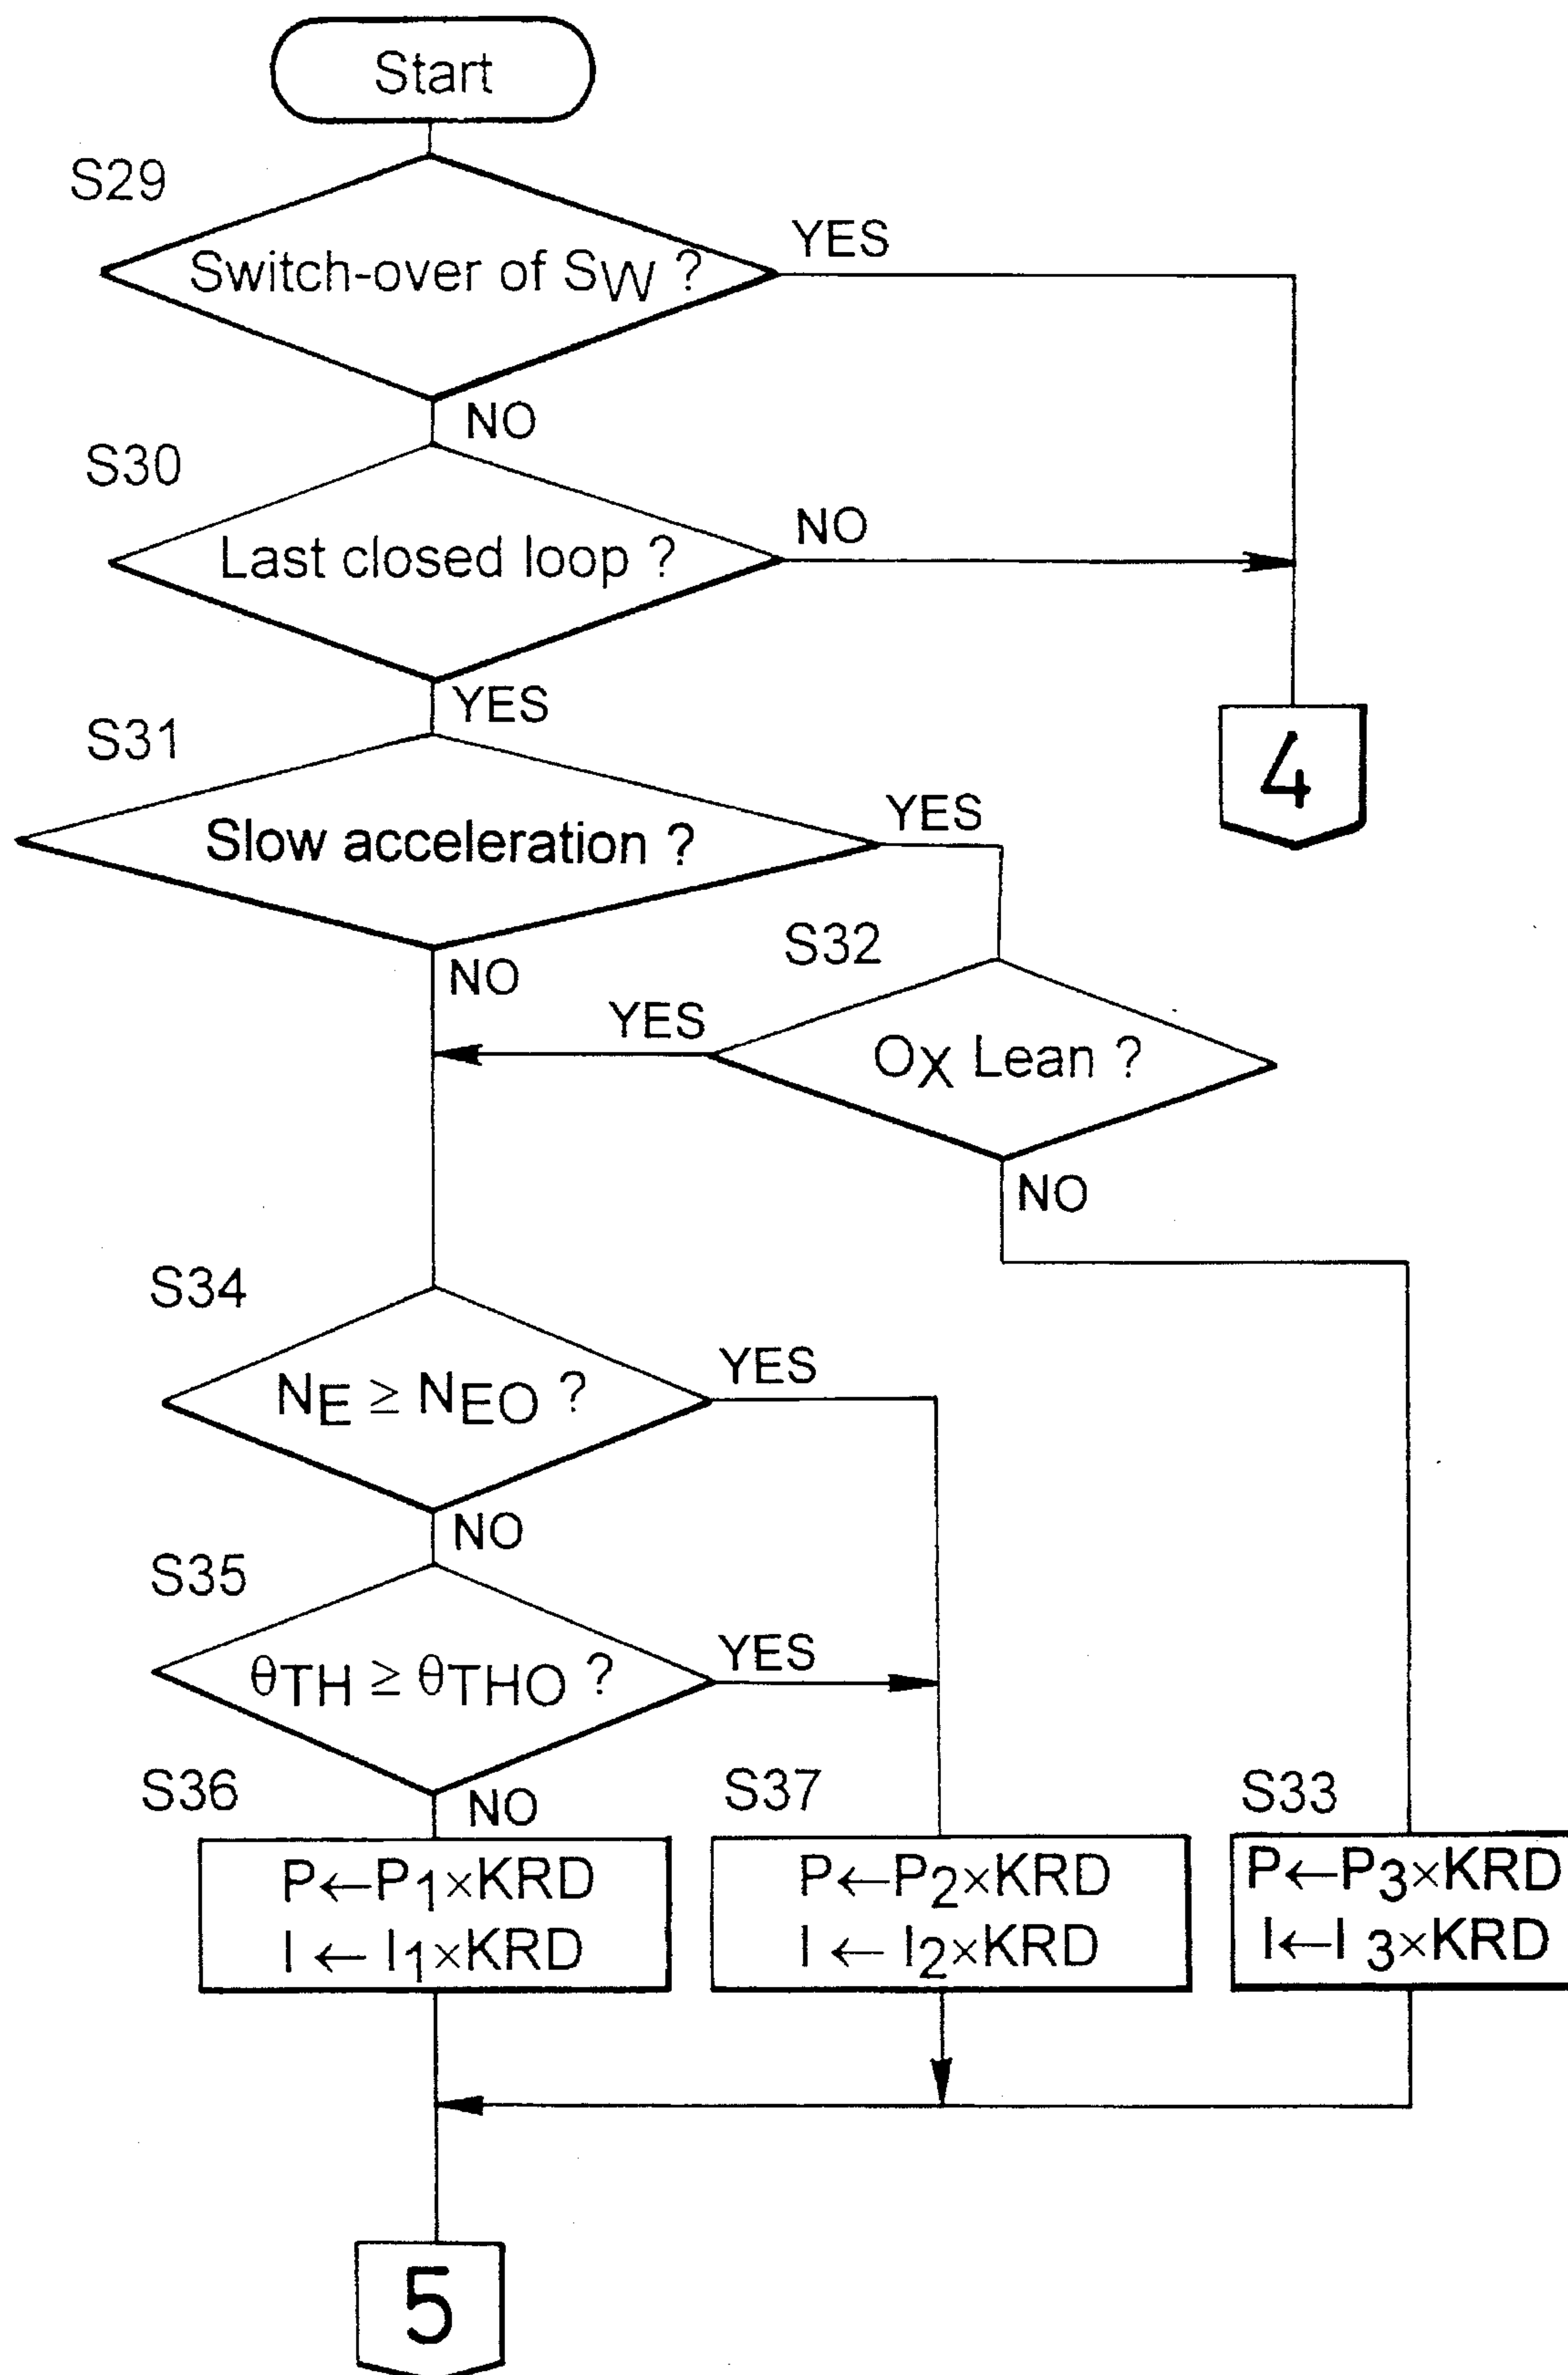 Start
S29
Switch-over of SW ?
YES
NO
S30
Last closed loop ?
NO
YES
S31
Slow acceleration ?
YES
NO
4
S32
OX Lean ?
YES
NO
S34
NE ≥ NEO ?
YES
NO
S35
θTH ≥ θTHO ?
YES
NO
S36
P←P1×KRD
I ← I1×KRD
S37
P←P2×KRD
I ← I2×KRD
S33
P←P3×KRD
I←I 3×KRD
5